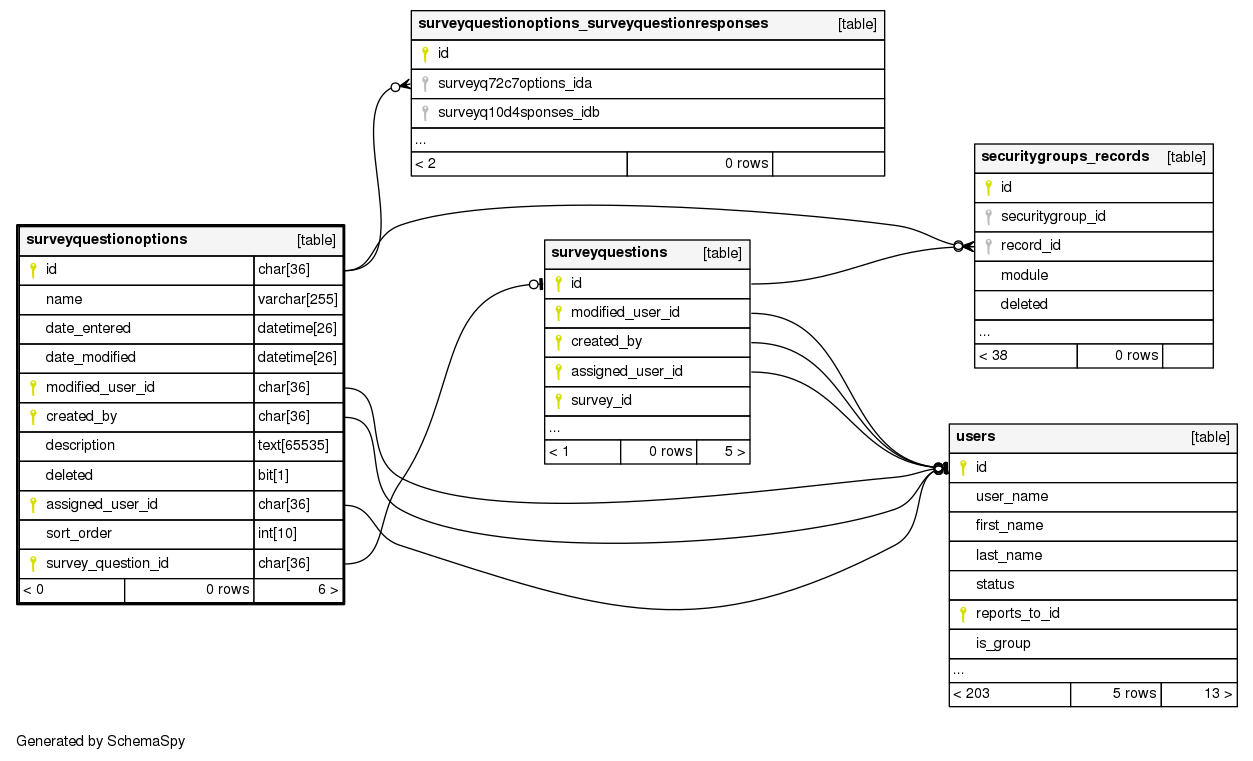 surveyquestionoptions_surveyquestionresponses [table]
id
surveyq72c7options_ida
surveyq10d4sponses_idb
...
< 2 0 rows
securitygroups_records [table]
id
securitygroup_id
record_id
module
deleted
...
< 38 0 rows
surveyquestionoptions [table]
id char[36]
name varchar[255]
date_entered datetime[26]
date_modified datetime[26]
modified_user_id char[36]
created_by char[36]
description text[65535]
deleted bit[1]
assigned_user_id char[36]
sort_order int[10]
survey_question_id char[36]
< 0 0 rows 6 >
surveyquestions [table]
id
modified_user_id
created_by
assigned_user_id
survey_id
...
< 1 0 rows 5 >
users [table]
id
user_name
first_name
last_name
status
reports_to_id
is_group
...
< 203 5 rows 13 >
Generated by SchemaSpy